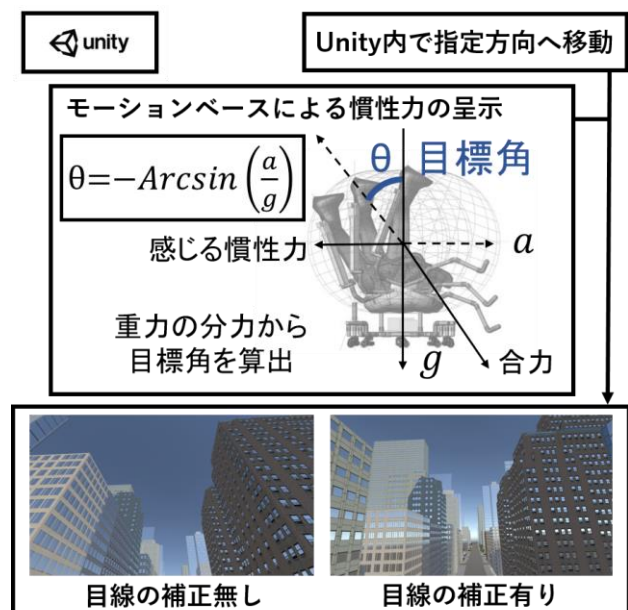 unity
Unity内で指定方向へ移動
モーションベースによる慣性力の呈示
θ=−Arcsin(a/g)
θ 目標角
感じる慣性力
a
重力の分力から
目標角を算出
g
合力
目線の補正無し
目線の補正有り